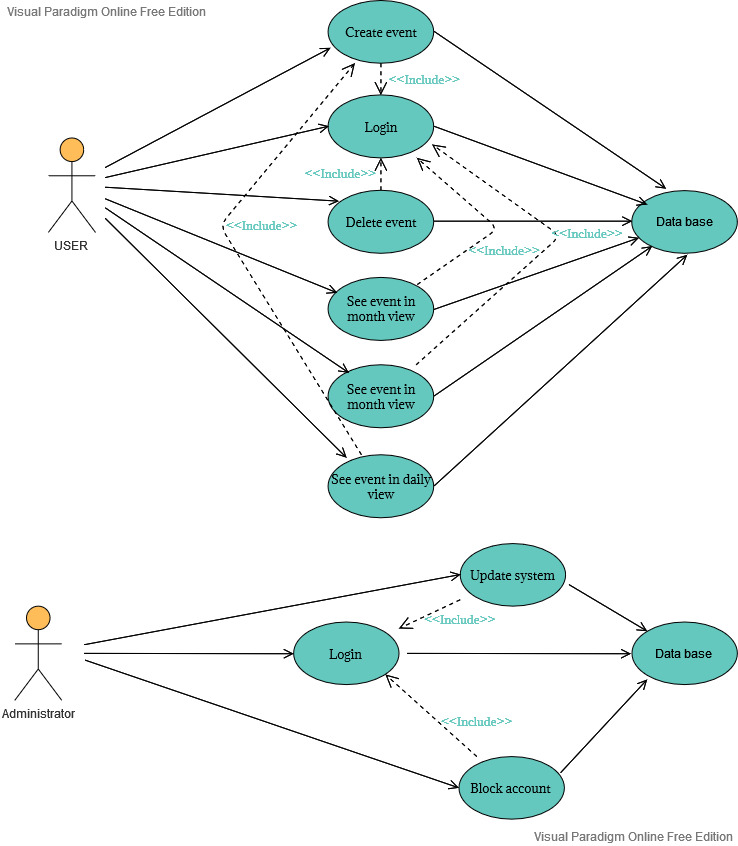 Visual Paradigm Online Free Edition
Create event
<<Include>>
Login
<<Include>>
Delete event
Data base
USER
<<Include>>
<<Include>>
<<Include>>
See event in
month view
See event in
month view
See event in daily
view
Update system
<<Include>>
Login
Data base
Administrator
<<Include>>
Block account
Visual Paradigm Online Free Edition